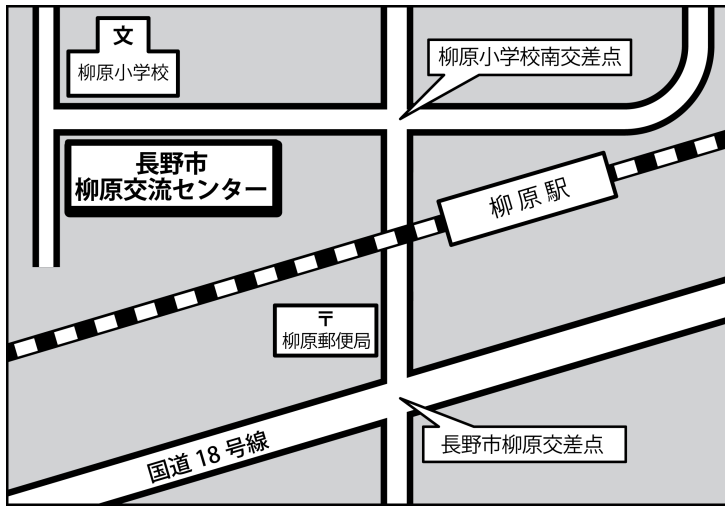 文
柳原小学校
柳原小学校南交差点
長野市
柳原交流センター
柳原駅
〒
柳原郵便局
長野市柳原交差点
国道18号線